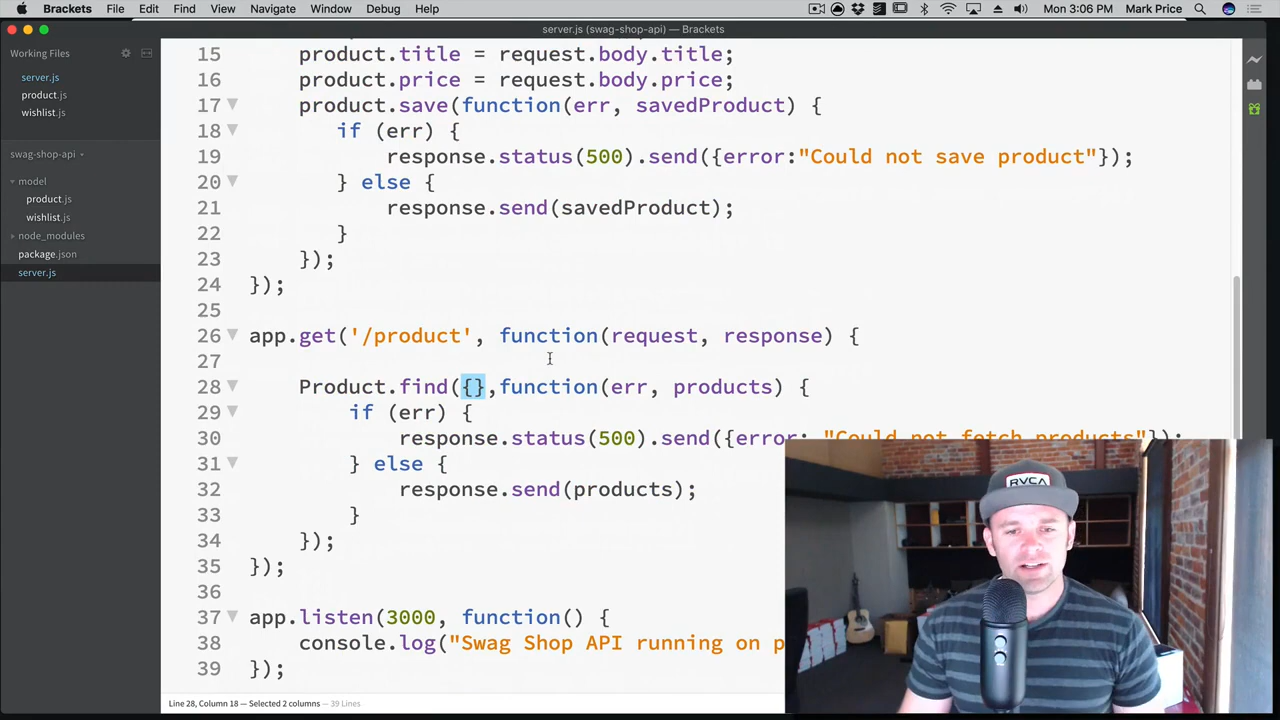 Brackets File Edit Find View Navigate Window Debug Help Mon 3:06 PM Mark Price
server.js (swag-shop-api) — Brackets
Working Files
server.js
product.js
wishlist.js
swag-shop-api
model
product.js
wishlist.js
node_modules
package.json
server.js
15 product.title = request.body.title;
16 product.price = request.body.price;
17 product.save(function(err, savedProduct) {
18 if (err) {
19 response.status(500).send({error:"Could not save product"});
20 } else {
21 response.send(savedProduct);
22 }
23 });
24 });
25
26 app.get('/product', function(request, response) {
27
28 Product.find({},function(err, products) {
29 if (err) {
30 response.status(500).send({error: "Could not fetch products"});
31 } else {
32 response.send(products);
33 }
34 });
35 });
36
37 app.listen(3000, function() {
38 console.log("Swag Shop API running on p
39 });
RVCA
Line 28, Column 18 — Selected 2 columns — 39 Lines